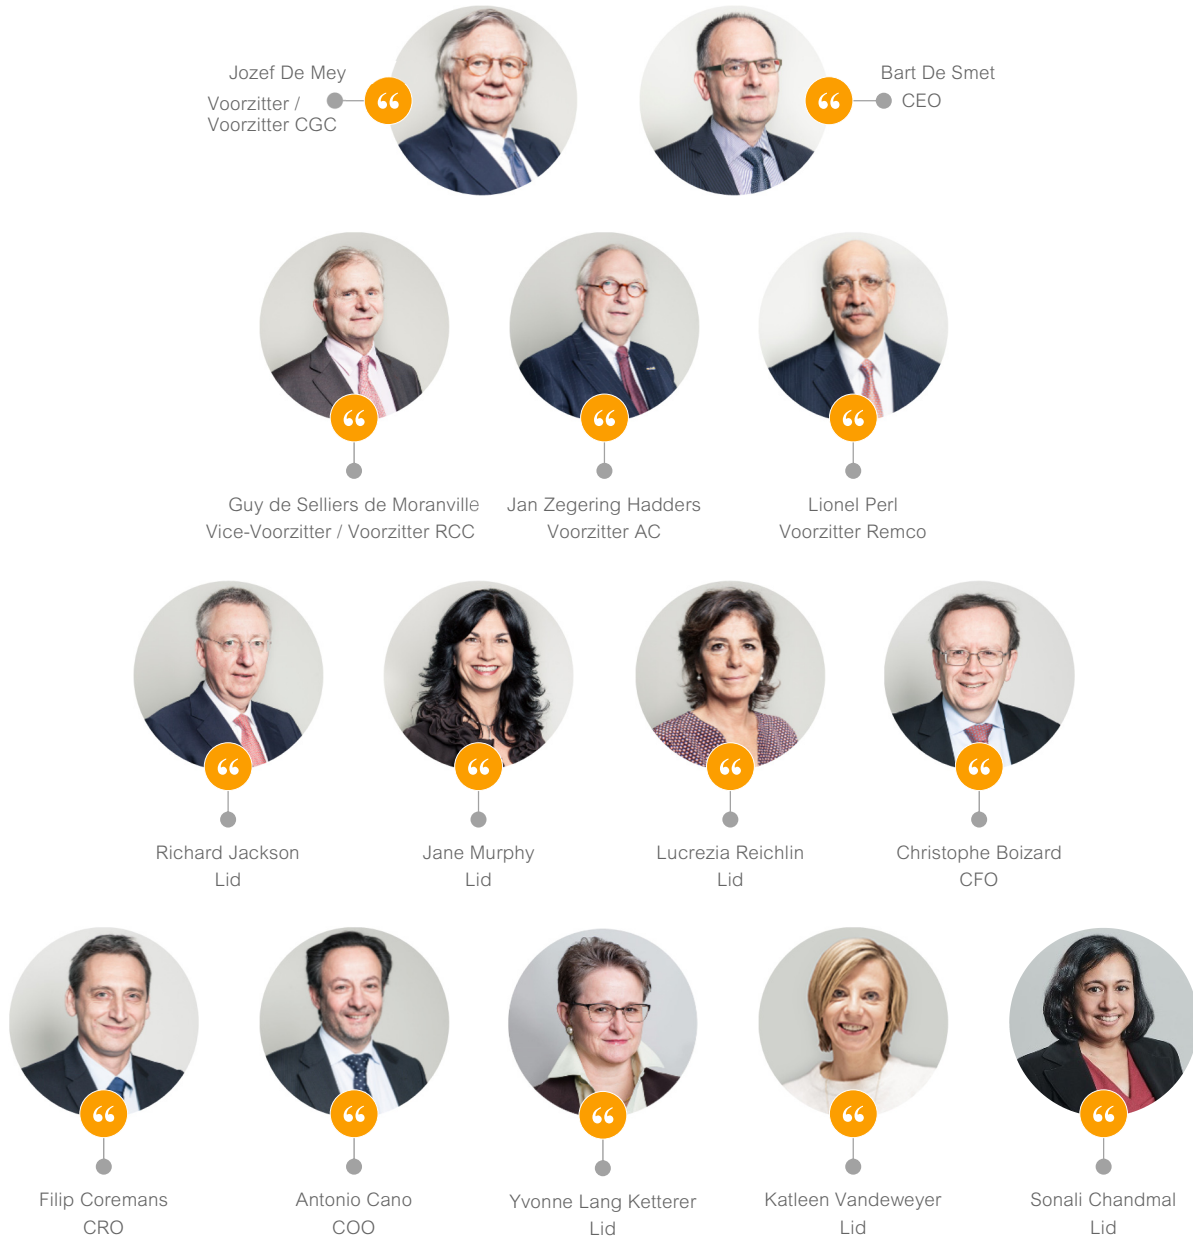 Jozef De Mey
Voorzitter /
Voorzitter CGC
Bart De Smet
CEO
Guy de Selliers de Moranville
Vice-Voorzitter / Voorzitter RCC
Jan Zegering Hadders
Voorzitter AC
Lionel Perl
Voorzitter Remco
Richard Jackson
Lid
Jane Murphy
Lid
Lucrezia Reichlin
Lid
Christophe Boizard
CFO
Filip Coremans
CRO
Antonio Cano
COO
Yvonne Lang Ketterer
Lid
Katleen Vandeweyer
Lid
Sonali Chandmal
Lid